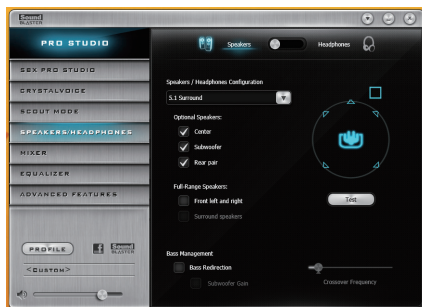 Sound
BLASTER
PRO STUDIO
SBX PRO STUDIO
CRYSTALVOICE
SCOUT MODE
SPEAKERS/HEADPHONES
MIXER
EQUALIZER
ADVANCED FEATURES
PROFILE
f
Sound
BLASTER
<CUSTOM>
Speakers
Headphones
Speakers / Headphones Configuration
5.1 Surround
Optional Speakers:
Center
Subwoofer
Rear pair
Full-Range Speakers:
Front left and right
Surround speakers
Test
Bass Management
Bass Redirection
Subwoofer Gain
Crossover Frequency